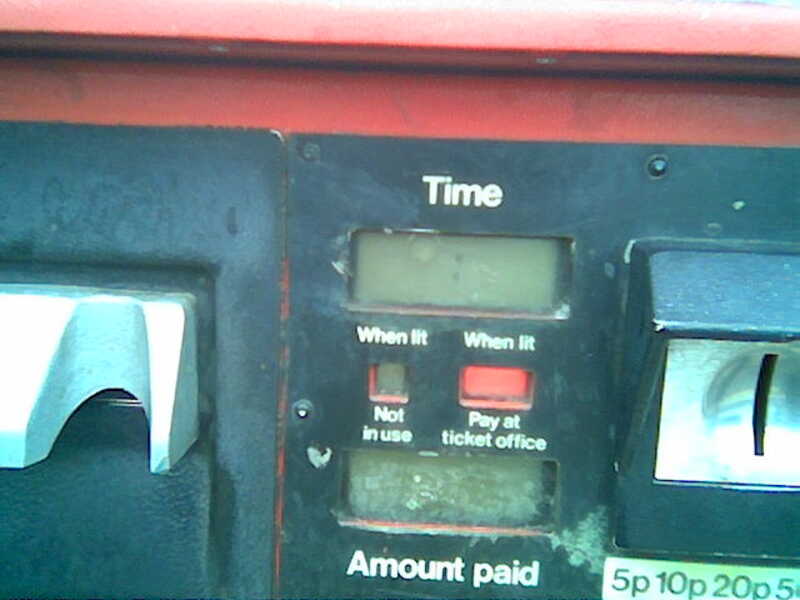 Time
When lit When lit
Not in use
Pay at ticket office
Amount paid
5p 10p 20p